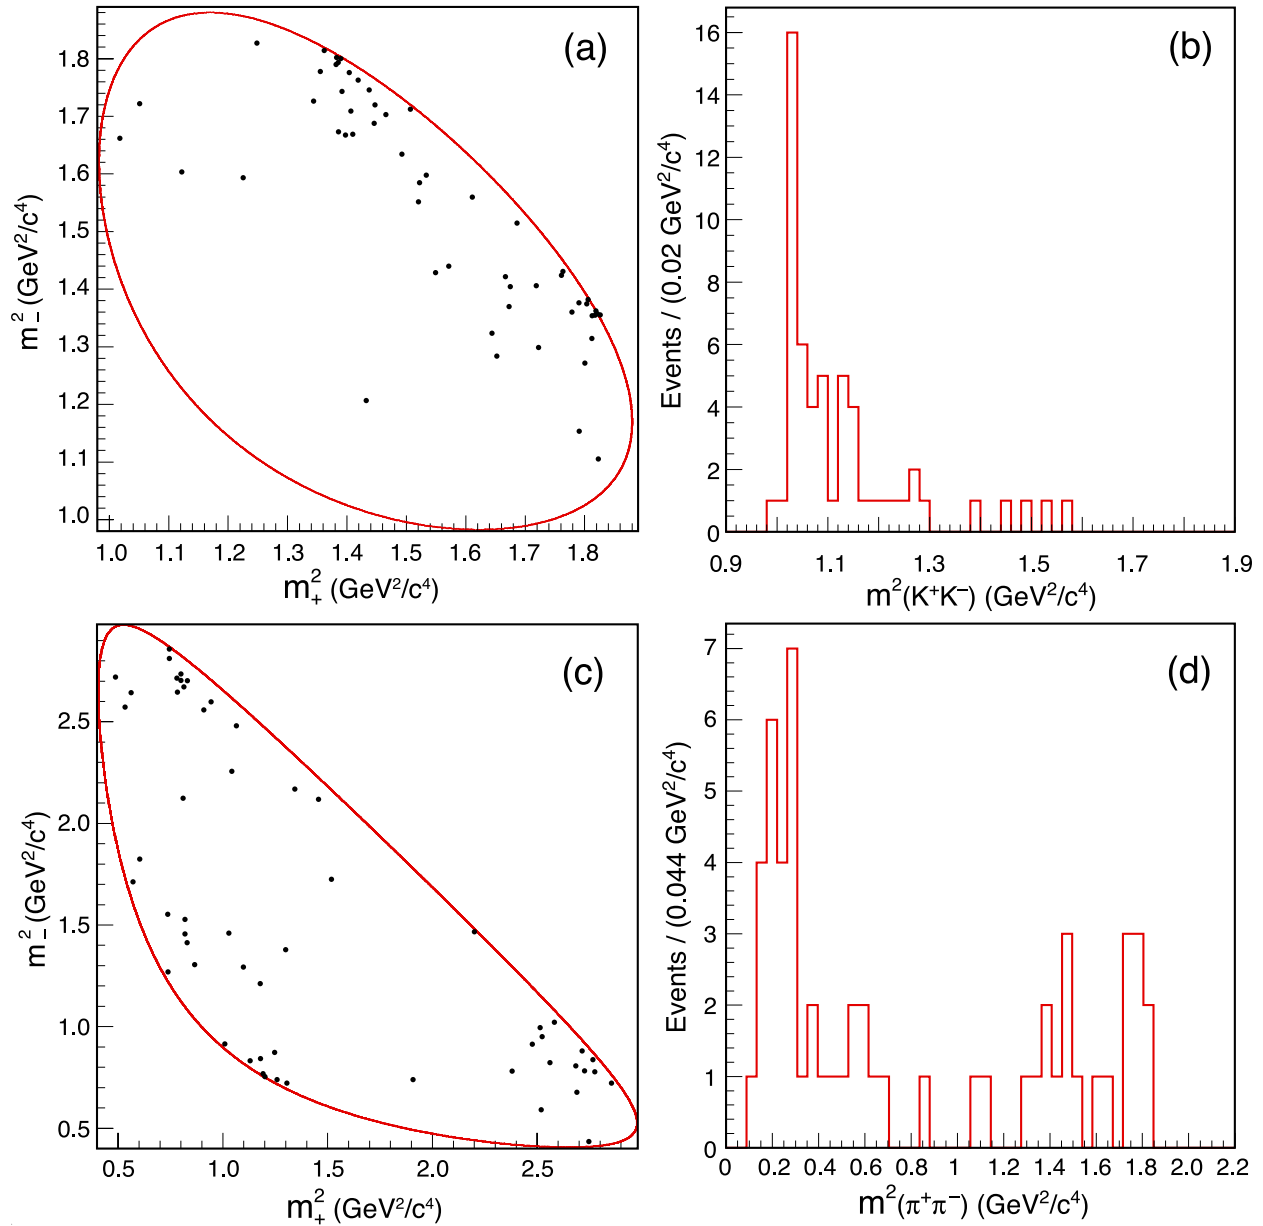 (a)
1.8
1.7
1.6
1.5
1.4
1.3
1.2
1.1
1.0
m²₋ (GeV²/c⁴)
1.0 1.1 1.2 1.3 1.4 1.5 1.6 1.7 1.8
m²₊ (GeV²/c⁴)
(b)
16
14
12
10
8
6
4
2
0
Events / (0.02 GeV²/c⁴)
0.9 1.1 1.3 1.5 1.7 1.9
m²(K⁺K⁻) (GeV²/c⁴)
(c)
2.5
2.0
1.5
1.0
0.5
m²₋ (GeV²/c⁴)
0.5 1.0 1.5 2.0 2.5
m²₊ (GeV²/c⁴)
(d)
7
6
5
4
3
2
1
0
Events / (0.044 GeV²/c⁴)
0 0.2 0.4 0.6 0.8 1 1.2 1.4 1.6 1.8 2.0 2.2
m²(π⁺π⁻) (GeV²/c⁴)